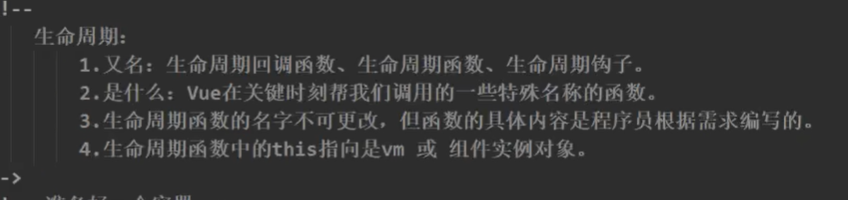 !--
生命周期：
1.又名：生命周期回调函数、生命周期函数、生命周期钩子。
2.是什么：Vue在关键时刻帮我们调用的一些特殊名称的函数。
3.生命周期函数的名字不可更改，但函数的具体内容是程序员根据需求编写的。
4.生命周期函数中的this指向是vm 或 组件实例对象。
->